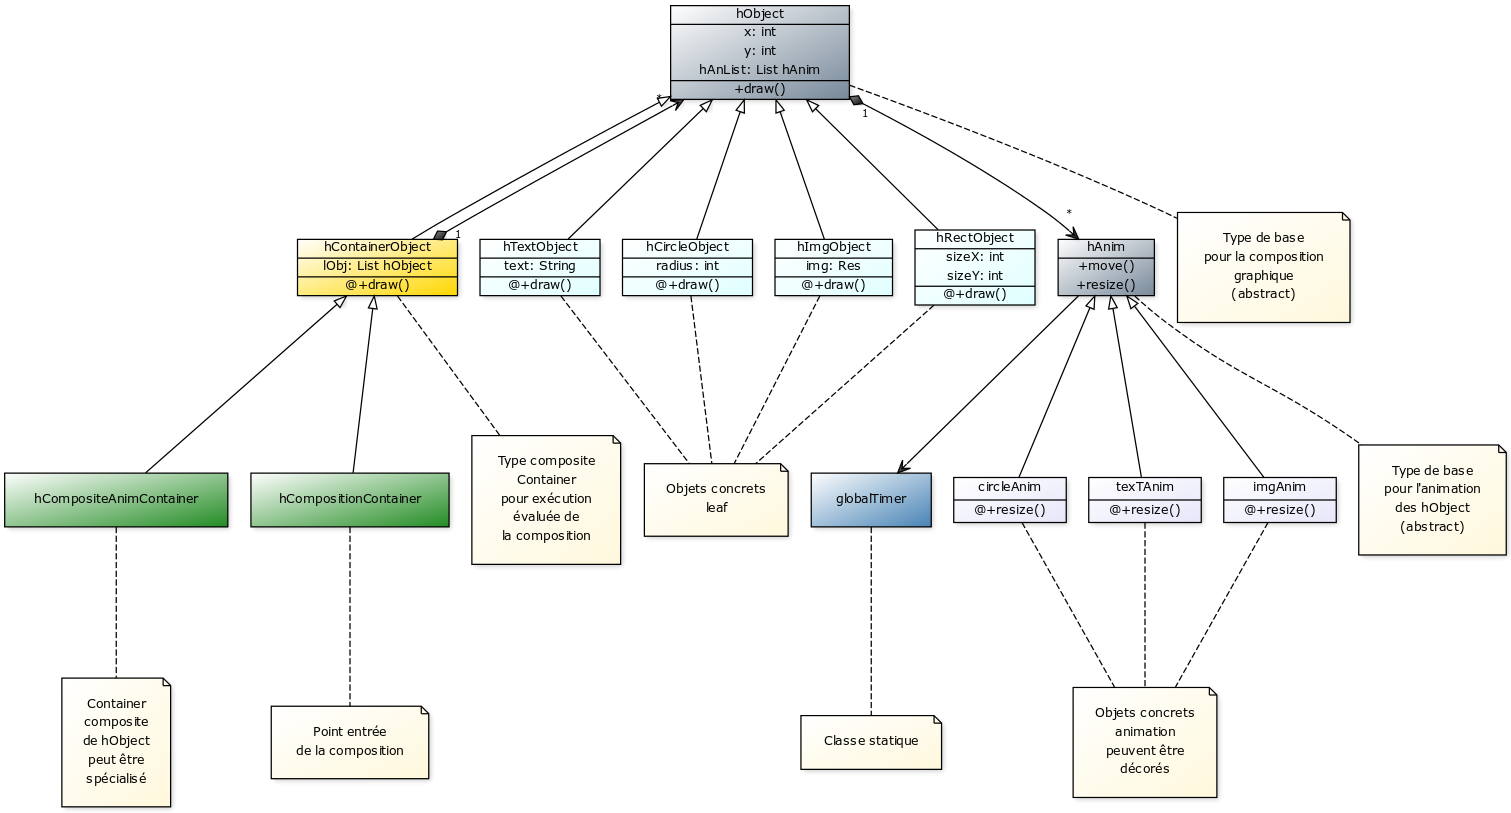 hObject
x: int
y: int
hAnList: List hAnim
+draw()
*
1
1
*
hContainerObject
lObj: List hObject
@+draw()
hTextObject
text: String
@+draw()
hCircleObject
radius: int
@+draw()
hImgObject
img: Res
@+draw()
hRectObject
sizeX: int
sizeY: int
@+draw()
hAnim
+move()
+resize()
Type de base
pour la composition
graphique
(abstract)
hCompositeAnimContainer
hCompositionContainer
Type composite
Container
pour exécution
évaluée de
la composition
Objets concrets
leaf
globalTimer
circleAnim
@+resize()
texTAnim
@+resize()
imgAnim
@+resize()
Type de base
pour l'animation
des hObject
(abstract)
Container
composite
de hObject
peut être
spécialisé
Point entrée
de la composition
Classe statique
Objets concrets
animation
peuvent être
décorés